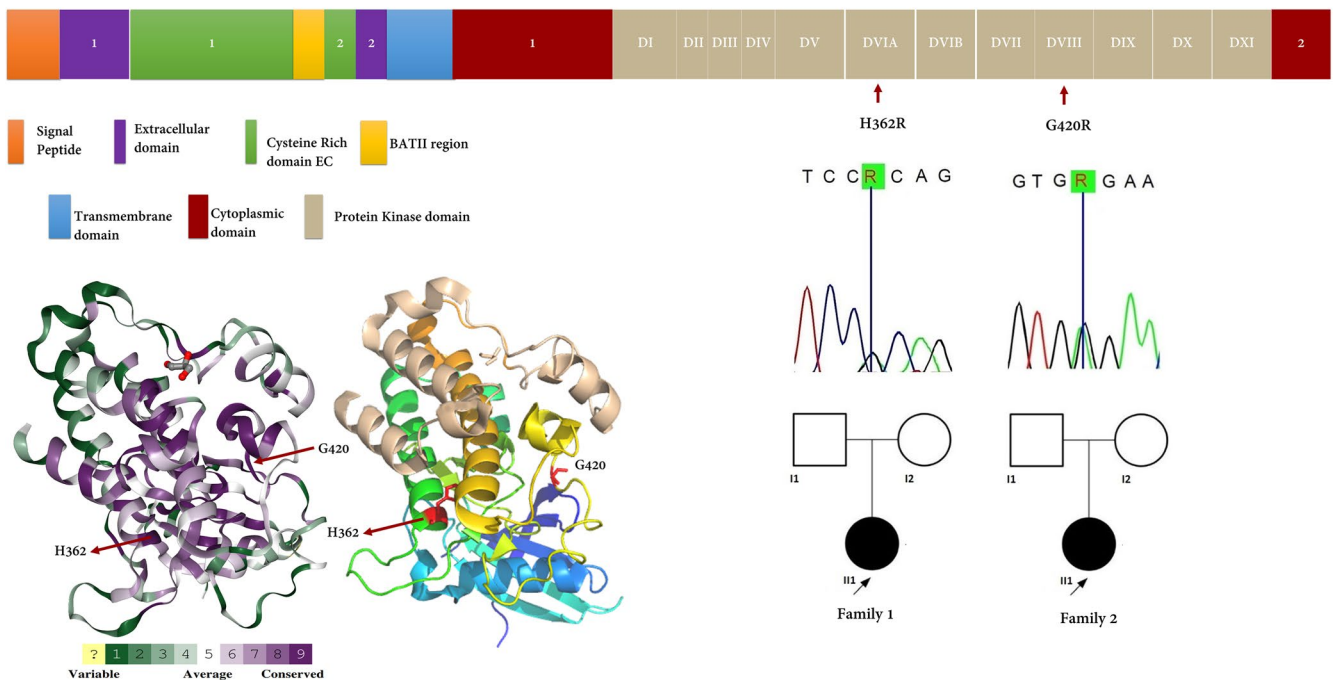 1 1 2 2 1 DI DII DIII DIV DV DVIA DVIB DVII DVIII DIX DX DXI 2
H362R G420R
Signal
Peptide
Extracellular
domain
Cysteine Rich
domain EC
BATII region
Transmembrane
domain
Cytoplasmic
domain
Protein Kinase domain
T C C R C A G
G T G R G A A
G420
H362
G420
H362
? 1 2 3 4 5 6 7 8 9
Variable Average Conserved
I1 I2
II1
Family 1
I1 I2
II1
Family 2